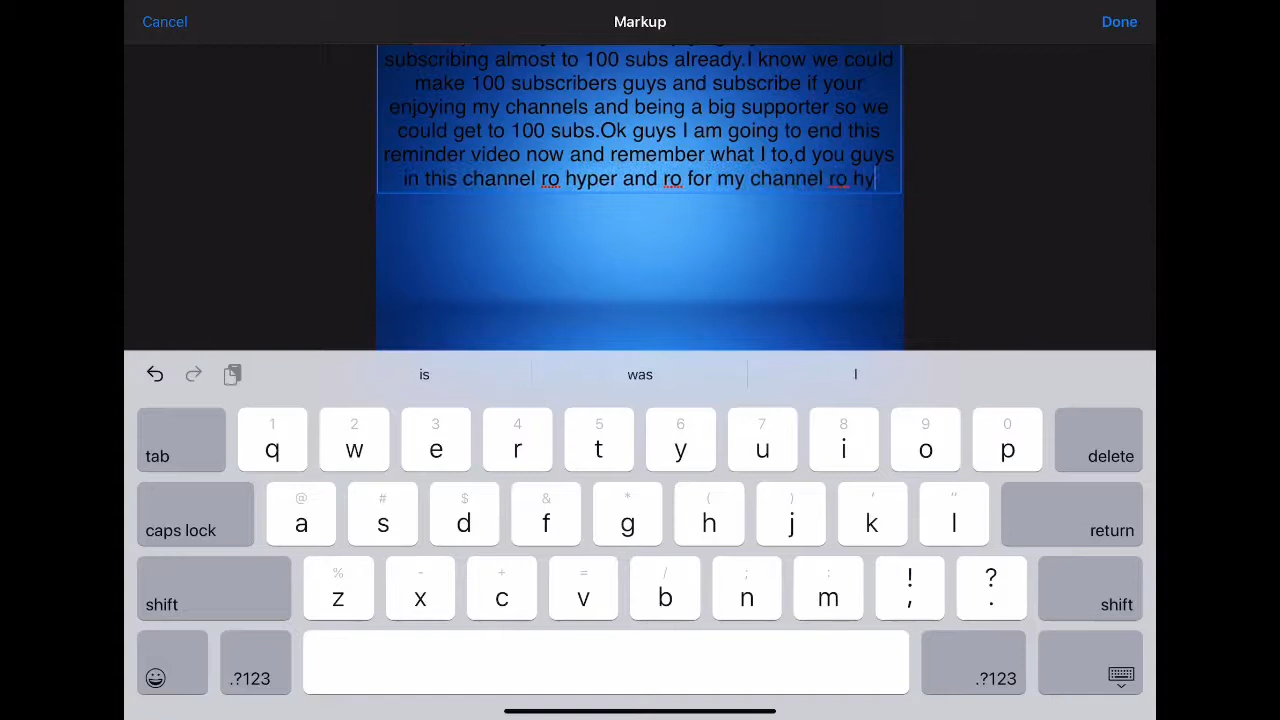 Cancel
Markup
Done
subscribing almost to 100 subs already.I know we could
make 100 subscribers guys and subscribe if your
enjoying my channels and being a big supporter so we
could get to 100 subs.Ok guys I am going to end this
reminder video now and remember what I to,d you guys
in this channel ro hyper and ro for my channel ro hy
is
was
I
1 2 3 4 5 6 7 8 9 0
tab q w e r t y u i o p delete
@ # $ & * ( ) ‘ “
caps lock a s d f g h j k l return
% - + = / ; : ! ?
shift z x c v b n m , . shift
.?123
.?123